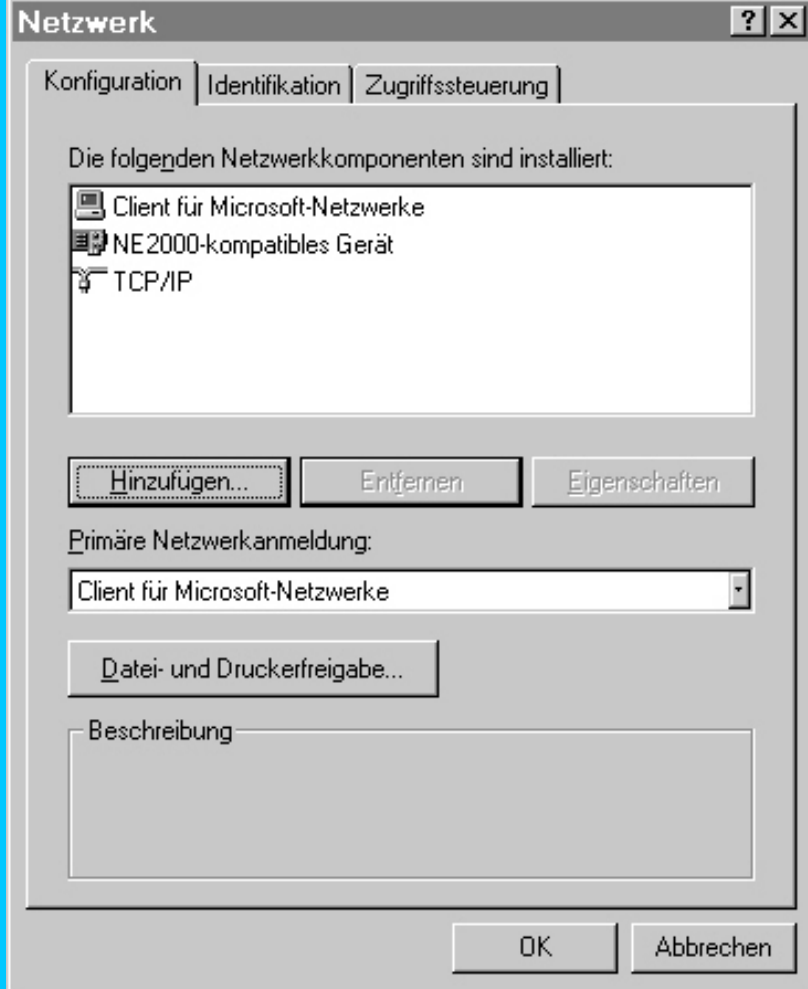 Netzwerk
Konfiguration Identifikation Zugriffssteuerung
Die folgenden Netzwerkkomponenten sind installiert:
Client für Microsoft-Netzwerke
NE2000-kompatibles Gerät
TCP/IP
Hinzufügen... Entfernen Eigenschaften
Primäre Netzwerkanmeldung:
Client für Microsoft-Netzwerke
Datei- und Druckerfreigabe...
Beschreibung
OK Abbrechen